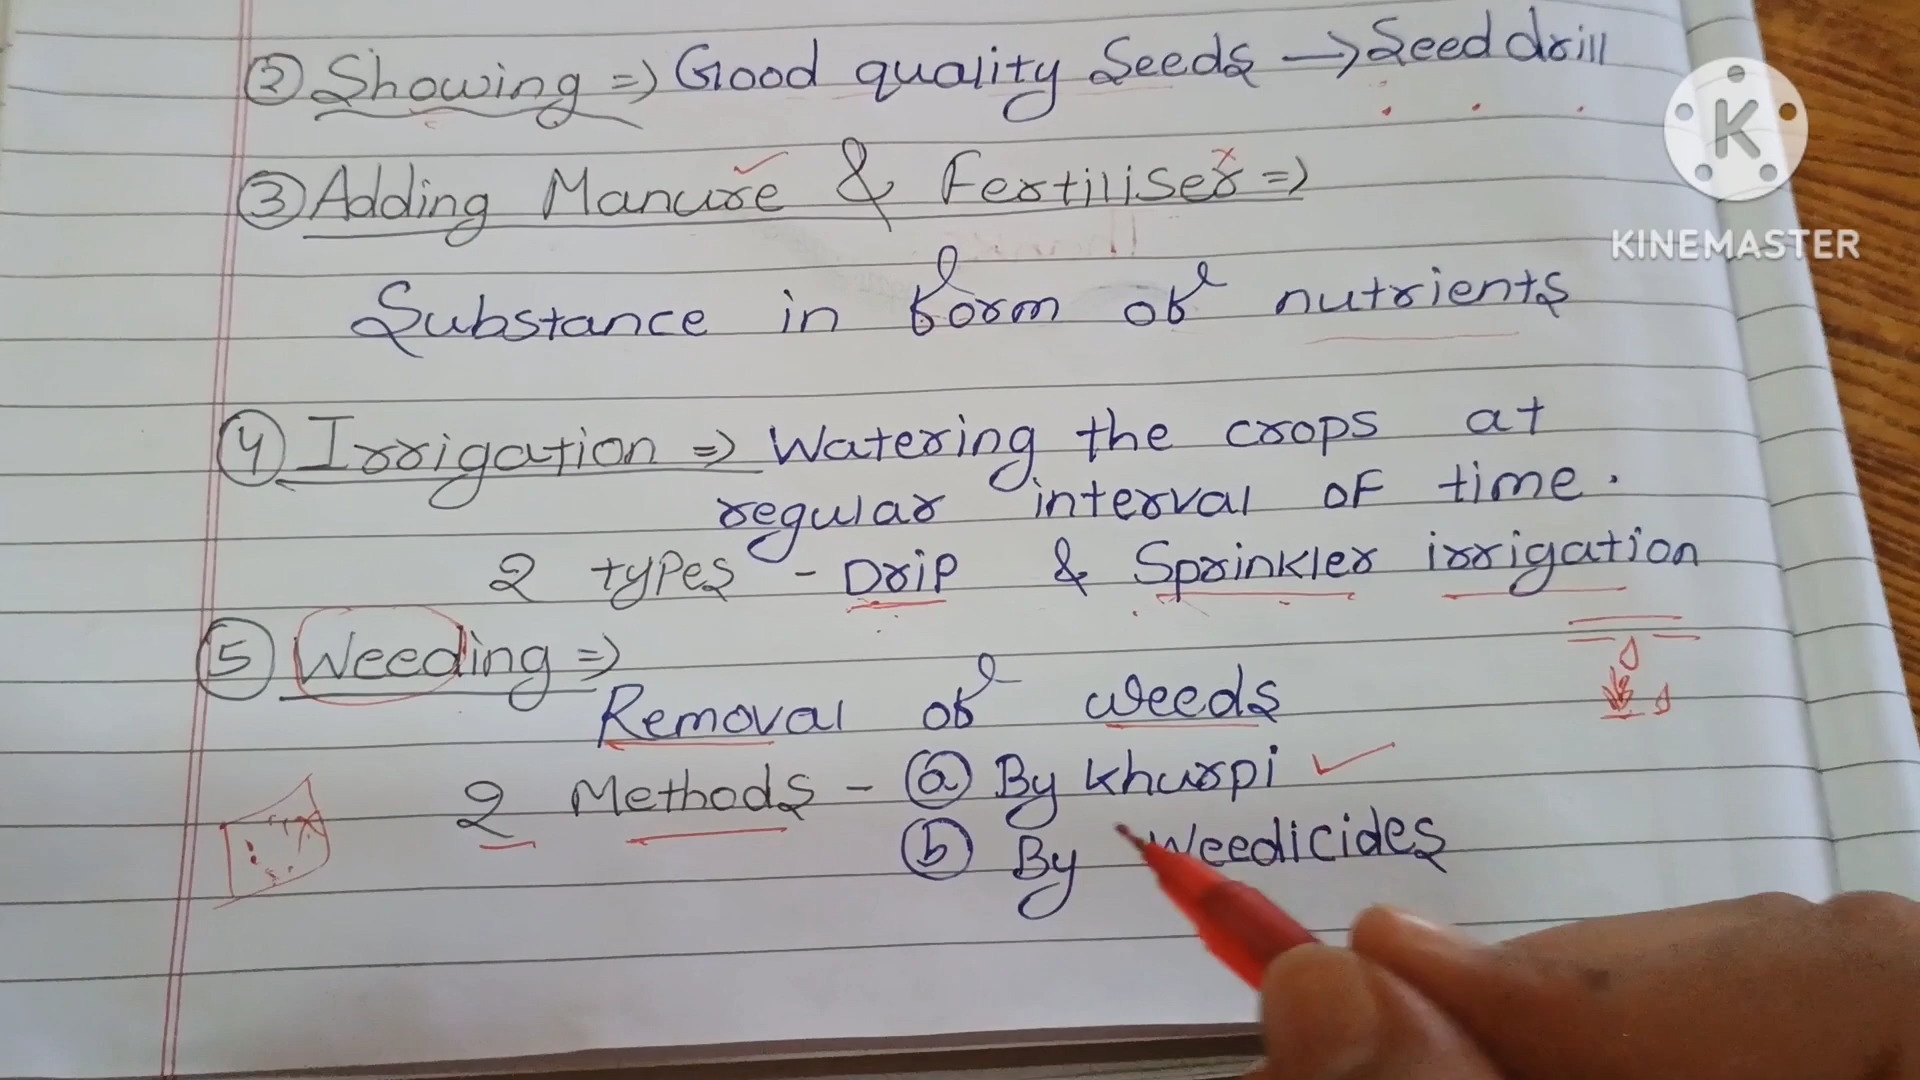 ② Showing => Good quality Seeds → Seed drill
③ Adding Manure & Fertiliser =>
Substance in form of nutrients
④ Irrigation => Watering the crops at
regular interval of time.
2 types - Drip & Sprinkler irrigation
⑤ Weeding =>
Removal of weeds
2 Methods - ⓐ By khurpi ✓
ⓑ By Weedicides
K
KINEMASTER